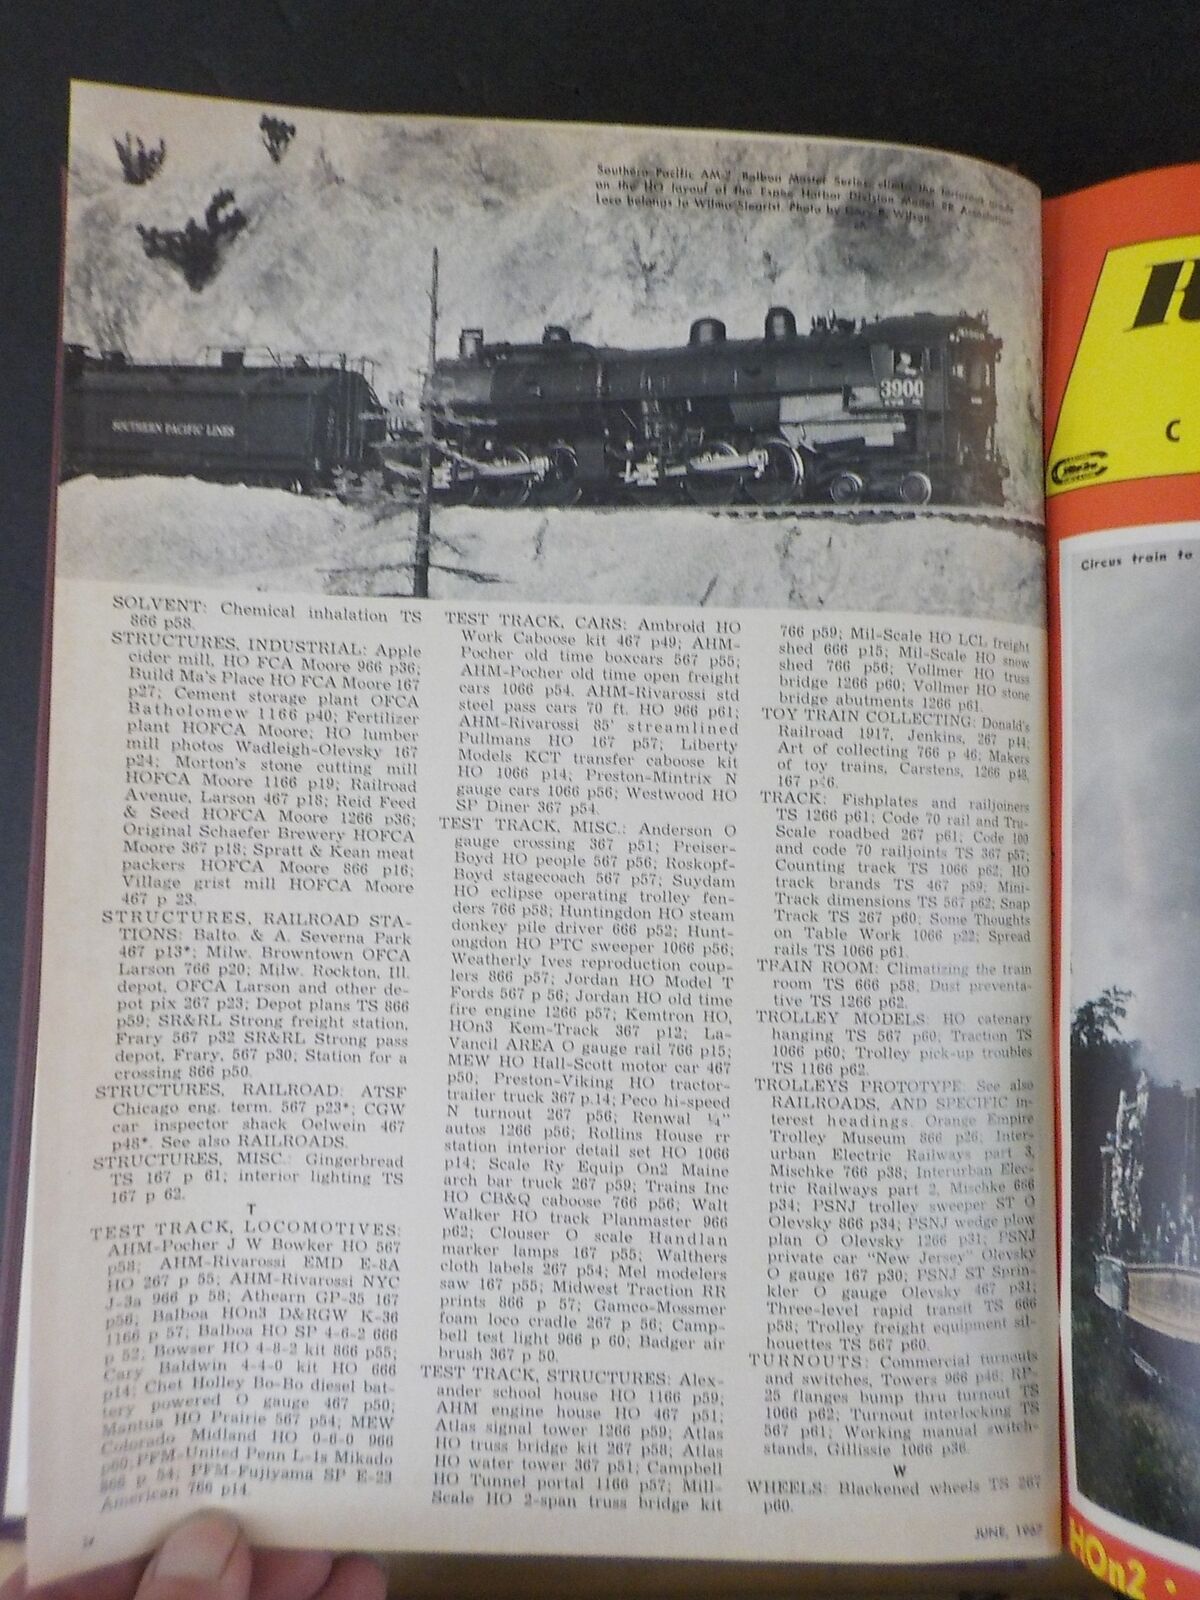 Southern Pacific AM-2, Balboa Master Series, climbs the grade
on the HO layout of the Espee Harbor Division Model RR Association.
Loco belongs to Photo by Wilson.
SOUTHERN PACIFIC LINES
3900
SOLVENT: Chemical inhalation TS
866 p58.
STRUCTURES, INDUSTRIAL: Apple
cider mill, HO FCA Moore 966 p36;
Build Ma's Place HO FCA Moore 167
p27; Cement storage plant OFCA
Batholomew 1166 p40; Fertilizer
plant HOFCA Moore; HO lumber
mill photos Wadleigh-Olevsky 167
p24; Morton's stone cutting mill
HOFCA Moore 1166 p19; Railroad
Avenue, Larson 467 p18; Reid Feed
& Seed HOFCA Moore 1266 p36;
Original Schaefer Brewery HOFCA
Moore 367 p18; Spratt & Kean meat
packers HOFCA Moore 866 p16;
Village grist mill HOFCA Moore
467 p 23.
STRUCTURES, RAILROAD STA-
TIONS: Balto. & A. Severna Park
467 p13*; Milw. Browntown OFCA
Larson 766 p20; Milw. Rockton, Ill.
depot, OFCA Larson and other de-
pot pix 267 p23; Depot plans TS 866
p59; SR&RL Strong freight station,
Frary 567 p32 SR&RL Strong pass
depot, Frary, 567 p30; Station for a
crossing 866 p50.
STRUCTURES, RAILROAD: ATSF
Chicago eng. term. 567 p23*; CGW
car inspector shack Oelwein 467
p48*. See also RAILROADS.
STRUCTURES, MISC.: Gingerbread
TS 167 p 61; interior lighting TS
167 p 62.
T
TEST TRACK, LOCOMOTIVES:
AHM-Pocher J W Bowker HO 567
p58; AHM-Rivarossi EMD E-8A
HO 267 p 55; AHM-Rivarossi NYC
J-3a 966 p 58; Athearn GP-35 167
p56; Balboa HOn3 D&RGW K-36
1166 p 57; Balboa HO SP 4-6-2 666
p 52; Bowser HO 4-8-2 kit 866 p55;
Cary Baldwin 4-4-0 kit HO 666
p14; Chet Holley Bo-Bo diesel bat-
tery powered O gauge 467 p50;
Mantua HO Prairie 567 p54; MEW
Colorado Midland HO 0-6-0 966
p60; PFM-United Penn L-1s Mikado
866 p 54; PFM-Fujiyama SP E-23
American 766 p14.
TEST TRACK, CARS: Ambroid HO
Work Caboose kit 467 p49; AHM-
Pocher old time boxcars 567 p55;
AHM-Pocher old time open freight
cars 1066 p54. AHM-Rivarossi std
steel pass cars 70 ft. HO 966 p61;
AHM-Rivarossi 85' streamlined
Pullmans HO 167 p57; Liberty
Models KCT transfer caboose kit
HO 1066 p14; Preston-Mintrix N
gauge cars 1066 p56; Westwood HO
SP Diner 367 p54.
TEST TRACK, MISC.: Anderson O
gauge crossing 367 p51; Preiser-
Boyd HO people 567 p56; Roskopf-
Boyd stagecoach 567 p57; Suydam
HO eclipse operating trolley fen-
ders 766 p58; Huntingdon HO steam
donkey pile driver 666 p52; Hunt-
ongdon HO PTC sweeper 1066 p56;
Weatherly Ives reproduction coup-
lers 866 p57; Jordan HO Model T
Fords 567 p 56; Jordan HO old time
fire engine 1266 p57; Kemtron HO,
HOn3 Kem-Track 367 p12; La-
Vancil AREA O gauge rail 766 p15;
MEW HO Hall-Scott motor car 467
p50; Preston-Viking HO tractor-
trailer truck 367 p.14; Peco hi-speed
N turnout 267 p56; Renwal ¼"
autos 1266 p56; Rollins House rr
station interior detail set HO 1066
p14; Scale Ry Equip On2 Maine
arch bar truck 267 p59; Trains Inc
HO CB&Q caboose 766 p56; Walt
Walker HO track Planmaster 966
p62; Clouser O scale Handlan
marker lamps 167 p55; Walthers
cloth labels 267 p54; Mel modelers
saw 167 p55; Midwest Traction RR
prints 866 p 57; Gamco-Mossmer
foam loco cradle 267 p 56; Camp-
bell test light 966 p 60; Badger air
brush 367 p 50.
TEST TRACK, STRUCTURES: Alex-
ander school house HO 1166 p59;
AHM engine house HO 467 p51;
Atlas signal tower 1266 p59; Atlas
HO truss bridge kit 267 p58; Atlas
HO water tower 367 p51; Campbell
HO Tunnel portal 1166 p57; Mill-
Scale HO 2-span truss bridge kit
766 p59; Mil-Scale HO LCL freight
shed 666 p15; Mil-Scale HO snow
shed 766 p56; Vollmer HO truss
bridge 1266 p60; Vollmer HO stone
bridge abutments 1266 p61.
TOY TRAIN COLLECTING: Donald's
Railroad 1917, Jenkins, 267 p44;
Art of collecting 766 p 46; Makers
of toy trains, Carstens, 1266 p48,
167 p46.
TRACK: Fishplates and railjoiners
TS 1266 p61; Code 70 rail and Tru-
Scale roadbed 267 p61; Code 100
and code 70 railjoints TS 367 p57;
Counting track TS 1066 p62; HO
track brands TS 467 p59; Mini-
Track dimensions TS 567 p62; Snap
Track TS 267 p60; Some Thoughts
on Table Work 1066 p22; Spread
rails TS 1066 p61.
TRAIN ROOM: Climatizing the train
room TS 666 p58; Dust preventa-
tive TS 1266 p62.
TROLLEY MODELS: HO catenary
hanging TS 567 p60; Traction TS
1066 p60; Trolley pick-up troubles
TS 1166 p62.
TROLLEYS PROTOTYPE: See also
RAILROADS, AND SPECIFIC in-
terest headings. Orange Empire
Trolley Museum 866 p26; Inter-
urban Electric Railways part 3,
Mischke 766 p38; Interurban Elec-
tric Railways part 2, Mischke 666
p34; PSNJ trolley sweeper ST O
Olevsky 866 p34; PSNJ wedge plow
plan O Olevsky 1266 p31; PSNJ
private car "New Jersey" Olevsky
O gauge 167 p30; PSNJ ST Sprin-
kler O gauge Olevsky 467 p31;
Three-level rapid transit TS 666
p58; Trolley freight equipment sil-
houettes TS 567 p60.
TURNOUTS: Commercial turnouts
and switches, Towers 966 p46; RP-
25 flanges bump thru turnout TS
1066 p62; Turnout interlocking TS
567 p61; Working manual switch-
stands, Gillissie 1066 p36.
W
WHEELS: Blackened wheels TS 267
p60.
JUNE, 1967
R
C
Circus train to
HOn2 •